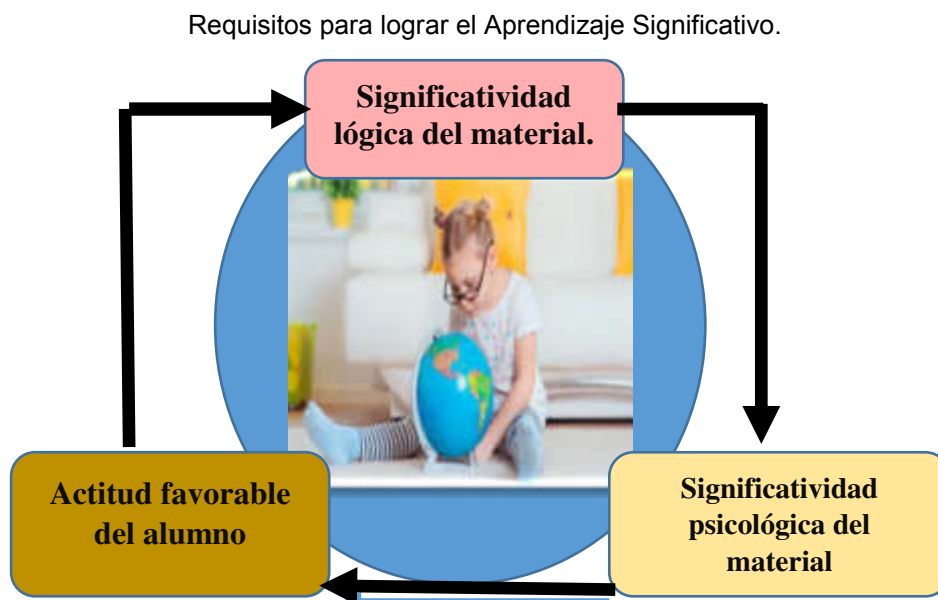 Requisitos para lograr el Aprendizaje Significativo.
Significatividad
lógica del material.
Actitud favorable
del alumno
Significatividad
psicológica del
material